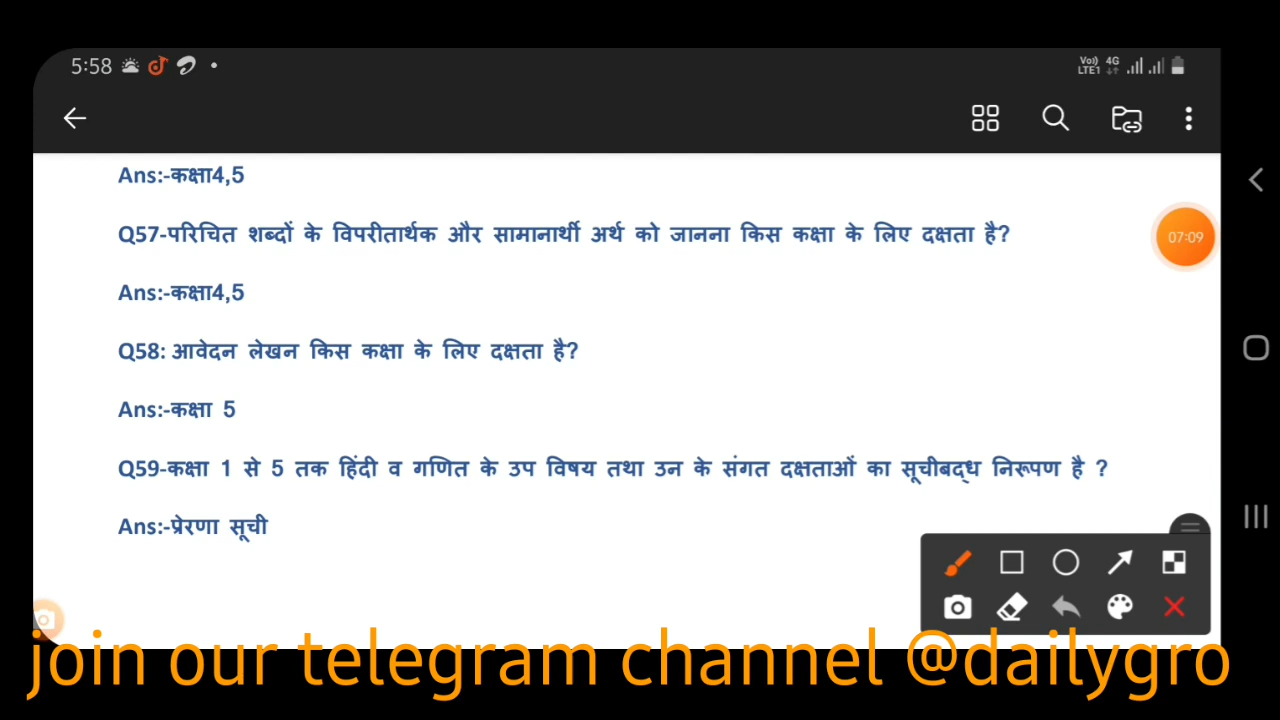 5:58
Vo) 4G
LTE1
Ans:-कक्षा4,5
Q57-परिचित शब्दों के विपरीतार्थक और सामानार्थी अर्थ को जानना किस कक्षा के लिए दक्षता है?
07:09
Ans:-कक्षा4,5
Q58: आवेदन लेखन किस कक्षा के लिए दक्षता है?
Ans:-कक्षा 5
Q59-कक्षा 1 से 5 तक हिंदी व गणित के उप विषय तथा उन के संगत दक्षताओं का सूचीबद्ध निरूपण है ?
Ans:-प्रेरणा सूची
join our telegram channel @dailygro